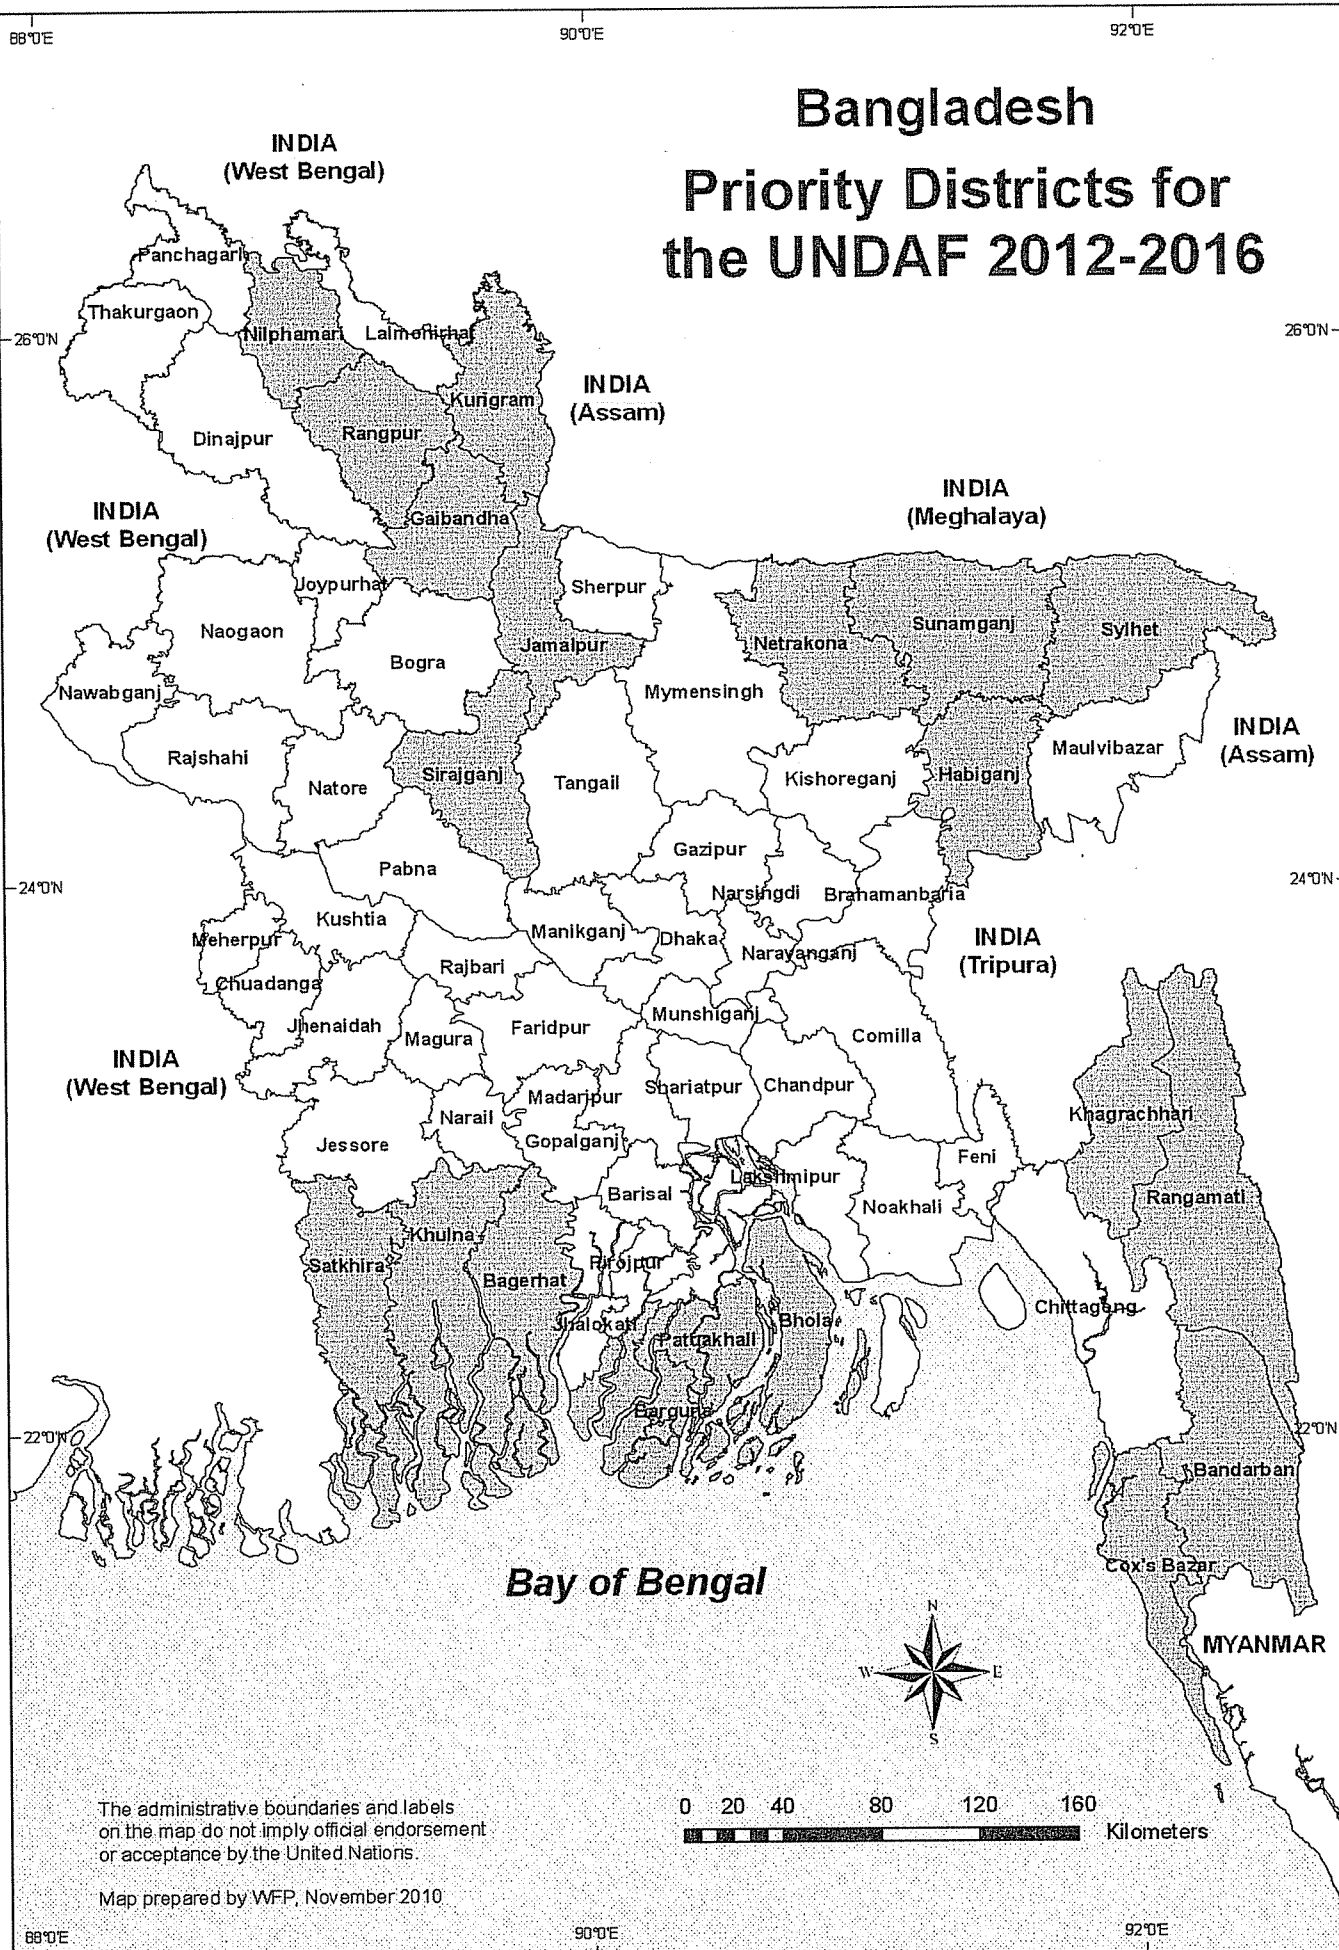 88°0'E
90°0'E
92°0'E
Bangladesh
Priority Districts for
the UNDAF 2012-2016
INDIA
(West Bengal)
Panchagarh
Thakurgaon
Nilphamari
Lalmonirhat
26°0'N
26°0'N
INDIA
(Assam)
Kurigram
Rangpur
Dinajpur
INDIA
(Meghalaya)
INDIA
(West Bengal)
Gaibandha
Joypurhat
Sherpur
Naogaon
Sunamganj
Sylhet
Jamalpur
Netrakona
Bogra
Nawabganj
Mymensingh
INDIA
(Assam)
Rajshahi
Maulvibazar
Natore
Sirajganj
Tangail
Kishoreganj
Habiganj
Gazipur
Pabna
24°0'N
24°0'N
Narsingdi
Brahamanbaria
Kushtia
Meherpur
Manikganj
Dhaka
Narayanganj
INDIA
(Tripura)
Rajbari
Chuadanga
Jhenaidah
Magura
Faridpur
Munshiganj
Comilla
INDIA
(West Bengal)
Madaripur
Shariatpur
Chandpur
Khagrachhari
Narail
Jessore
Gopalganj
Feni
Barisal
Lakshmipur
Noakhali
Rangamati
Khulna
Satkhira
Bagerhat
Pirojpur
Jhalokati
Patuakhali
Bhola
Chittagong
Barguna
22°0'N
22°0'N
Bandarban
Cox's Bazar
Bay of Bengal
N
W
E
S
MYANMAR
The administrative boundaries and labels
on the map do not imply official endorsement
or acceptance by the United Nations.
Map prepared by WFP, November 2010
0 20 40 80 120 160
Kilometers
88°0'E
90°0'E
92°0'E